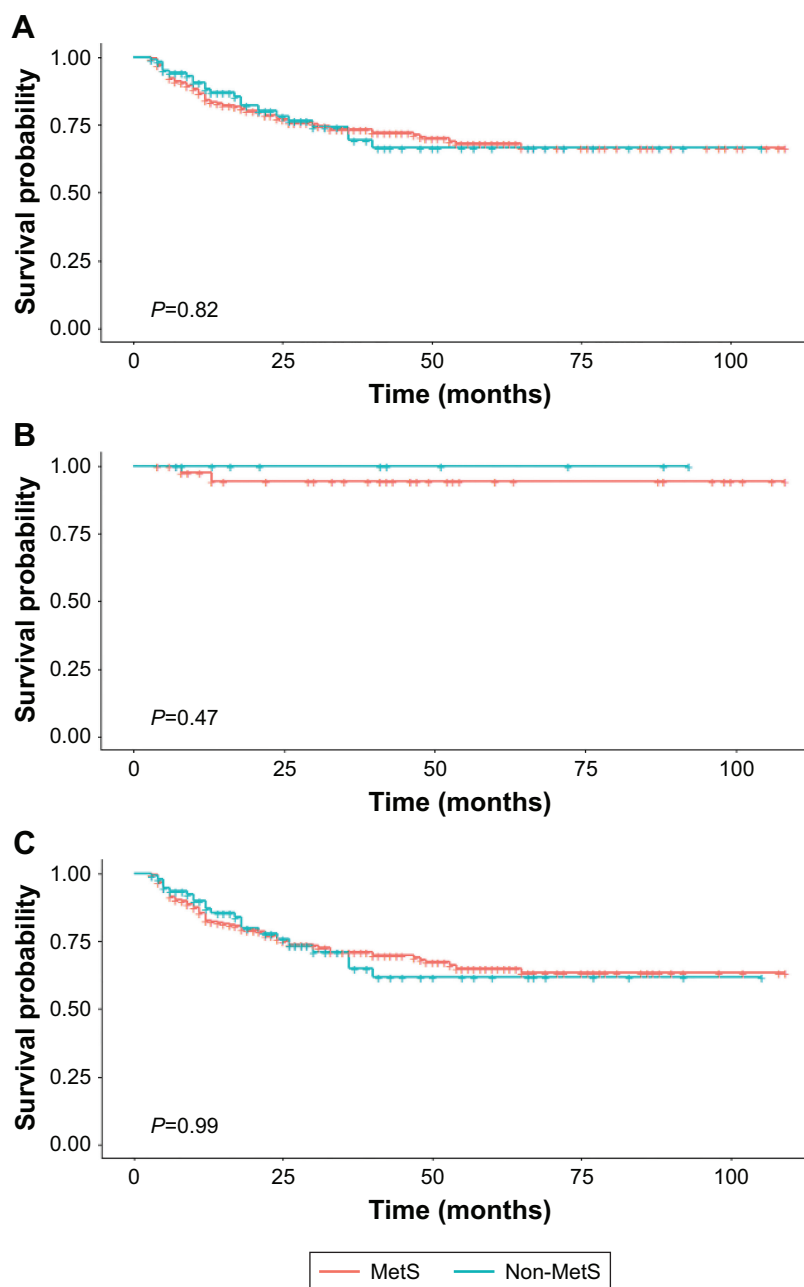 A
Survival probability
1.00
0.75
0.50
0.25
0.00
P=0.82
0 25 50 75 100
Time (months)
B
Survival probability
1.00
0.75
0.50
0.25
0.00
P=0.47
0 25 50 75 100
Time (months)
C
Survival probability
1.00
0.75
0.50
0.25
0.00
P=0.99
0 25 50 75 100
Time (months)
MetS Non-MetS